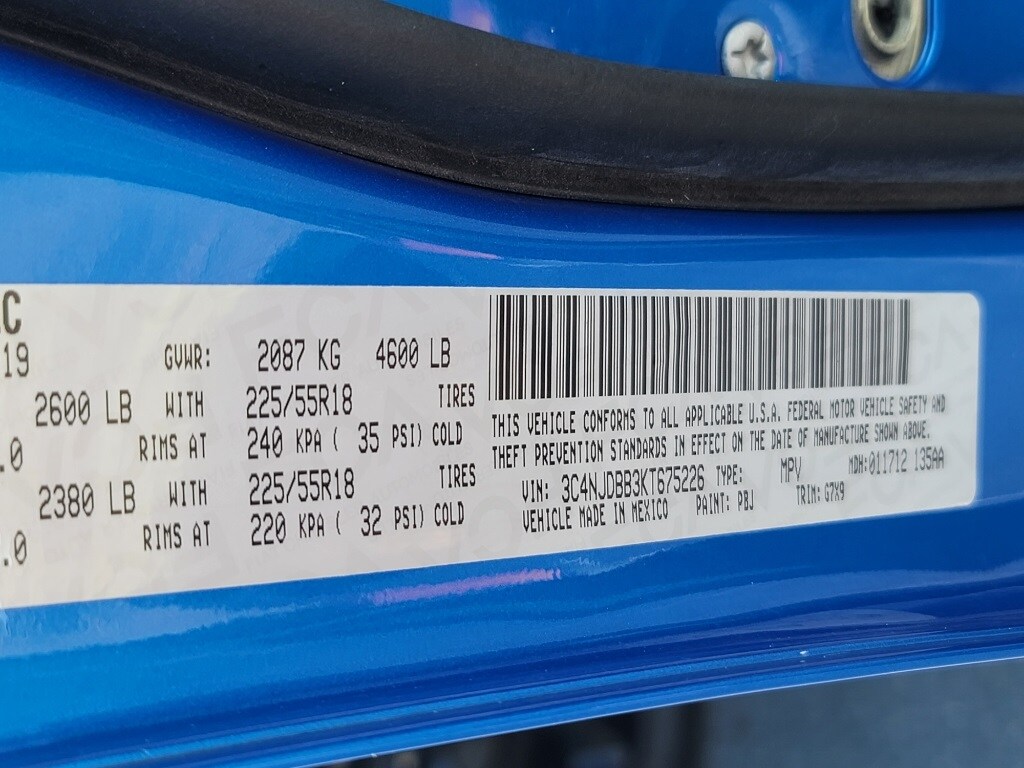 C
19 GVWR: 2087 KG 4600 LB
2600 LB WITH 225/55R18 TIRES
.0 RIMS AT 240 KPA ( 35 PSI) COLD
2380 LB WITH 225/55R18 TIRES
.0 RIMS AT 220 KPA ( 32 PSI) COLD
THIS VEHICLE CONFORMS TO ALL APPLICABLE U.S.A. FEDERAL MOTOR VEHICLE SAFETY AND
THEFT PREVENTION STANDARDS IN EFFECT ON THE DATE OF MANUFACTURE SHOWN ABOVE.
VIN: 3C4NJDBB3KT675226 TYPE: MPV MDH:011712 135AA
VEHICLE MADE IN MEXICO PAINT: PBJ TRIM: G7X9